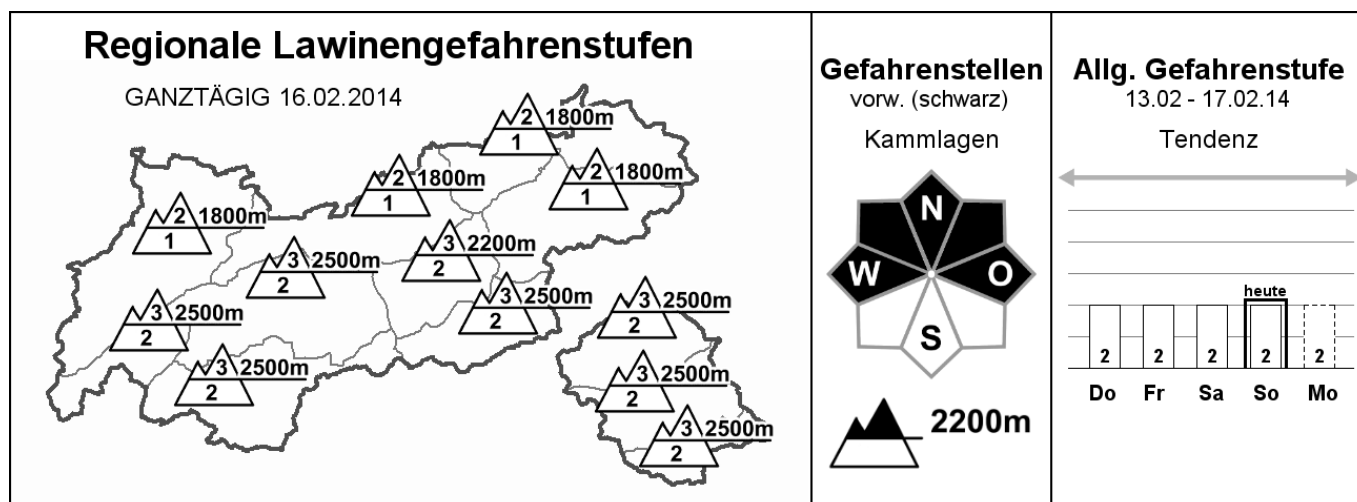 Regionale Lawinengefahrenstufen
GANZTÄGIG 16.02.2014
2 1800m
1
2 1800m
1
2 1800m
1
2 1800m
1
3 2200m
2
3 2500m
2
3 2500m
2
3 2500m
2
3 2500m
2
3 2500m
2
3 2500m
2
3 2500m
2
Gefahrenstellen
vorw. (schwarz)
Kammlagen
N
W O
S
2200m
Allg. Gefahrenstufe
13.02 - 17.02.14
Tendenz
heute
2 2 2 2 2
Do Fr Sa So Mo